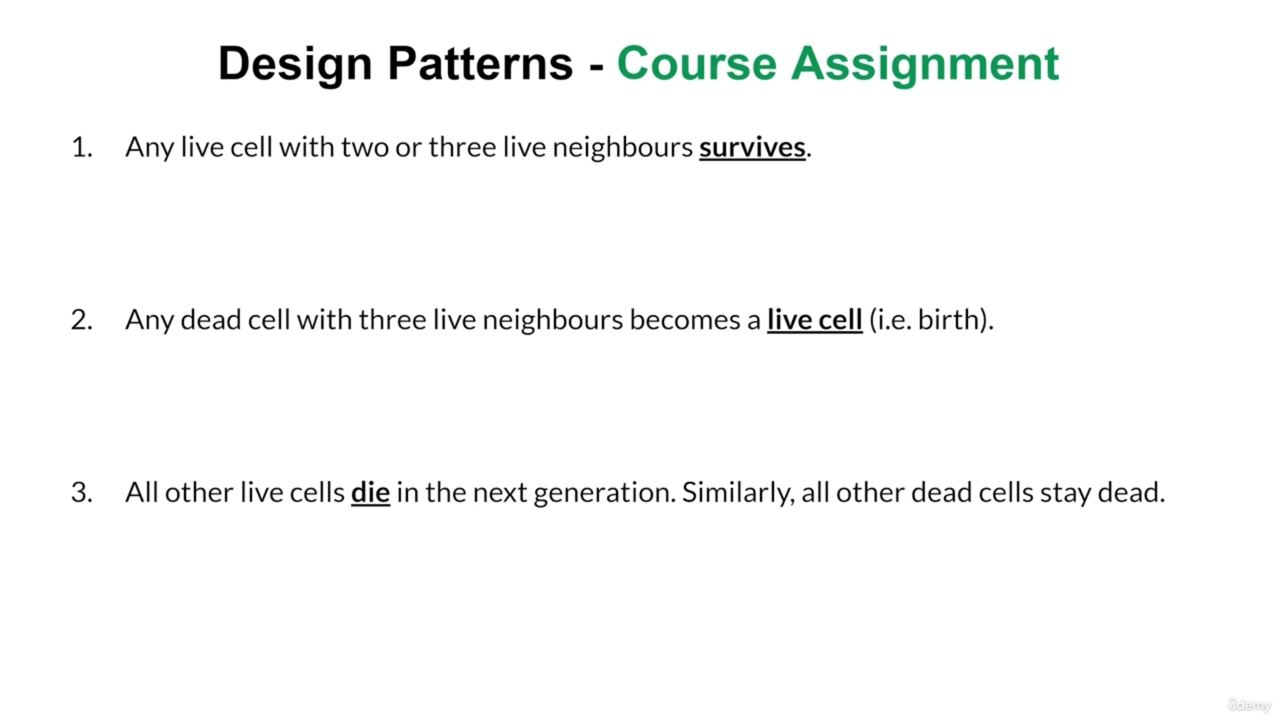 Design Patterns - Course Assignment
1. Any live cell with two or three live neighbours survives.
2. Any dead cell with three live neighbours becomes a live cell (i.e. birth).
3. All other live cells die in the next generation. Similarly, all other dead cells stay dead.
ûdemy